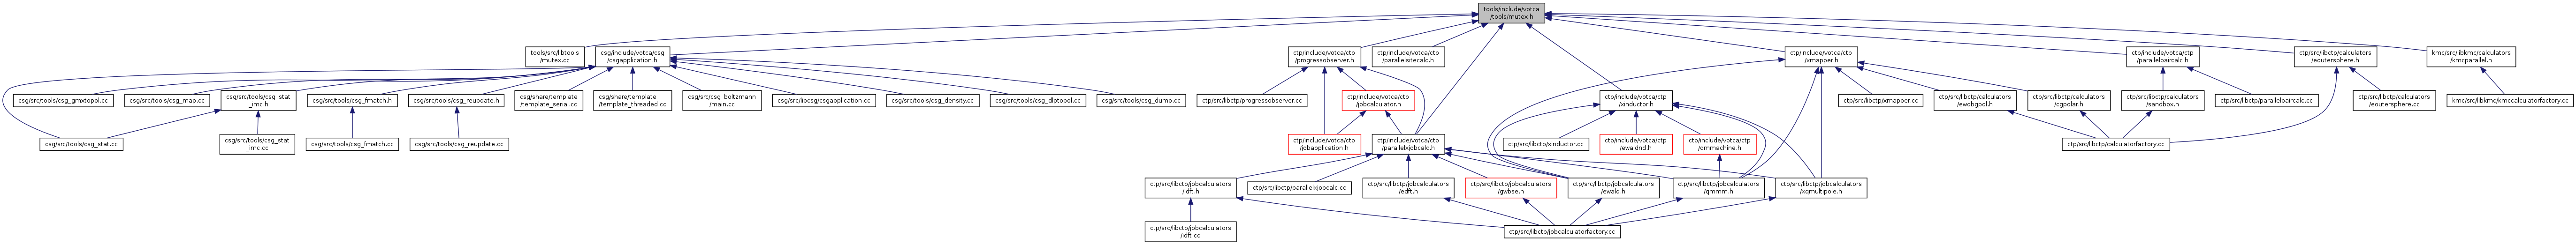 tools/include/votca
/tools/mutex.h
tools/src/libtools
/mutex.cc
csg/include/votca/csg
/csgapplication.h
ctp/include/votca/ctp
/progressobserver.h
ctp/include/votca/ctp
/parallelsitecalc.h
ctp/include/votca/ctp
/xmapper.h
ctp/include/votca/ctp
/parallelpaircalc.h
ctp/src/libctp/calculators
/eoutersphere.h
kmc/src/libkmc/calculators
/kmcparallel.h
csg/src/tools/csg_gmxtopol.cc
csg/src/tools/csg_map.cc
csg/src/tools/csg_stat
_imc.h
csg/src/tools/csg_fmatch.h
csg/src/tools/csg_reupdate.h
csg/share/template
/template_serial.cc
csg/share/template
/template_threaded.cc
csg/src/csg_boltzmann
/main.cc
csg/src/libcsg/csgapplication.cc
csg/src/tools/csg_density.cc
csg/src/tools/csg_dlptopol.cc
csg/src/tools/csg_dump.cc
ctp/src/libctp/progressobserver.cc
ctp/include/votca/ctp
/jobcalculator.h
ctp/include/votca/ctp
/xinductor.h
ctp/src/libctp/xmapper.cc
ctp/src/libctp/calculators
/ewdbgpol.h
ctp/src/libctp/calculators
/cgpolar.h
ctp/src/libctp/calculators
/sandbox.h
ctp/src/libctp/parallelpaircalc.cc
ctp/src/libctp/calculators
/eoutersphere.cc
kmc/src/libkmc/kmccalculatorfactory.cc
csg/src/tools/csg_stat.cc
csg/src/tools/csg_stat
_imc.cc
csg/src/tools/csg_fmatch.cc
csg/src/tools/csg_reupdate.cc
ctp/include/votca/ctp
/jobapplication.h
ctp/include/votca/ctp
/parallelxjobcalc.h
ctp/src/libctp/xinductor.cc
ctp/include/votca/ctp
/ewaldnd.h
ctp/include/votca/ctp
/qmmachine.h
ctp/src/libctp/calculatorfactory.cc
ctp/src/libctp/jobcalculators
/idft.h
ctp/src/libctp/parallelxjobcalc.cc
ctp/src/libctp/jobcalculators
/edft.h
ctp/src/libctp/jobcalculators
/gwbse.h
ctp/src/libctp/jobcalculators
/ewald.h
ctp/src/libctp/jobcalculators
/qmmm.h
ctp/src/libctp/jobcalculators
/xqmultipole.h
ctp/src/libctp/jobcalculators
/idft.cc
ctp/src/libctp/jobcalculatorfactory.cc